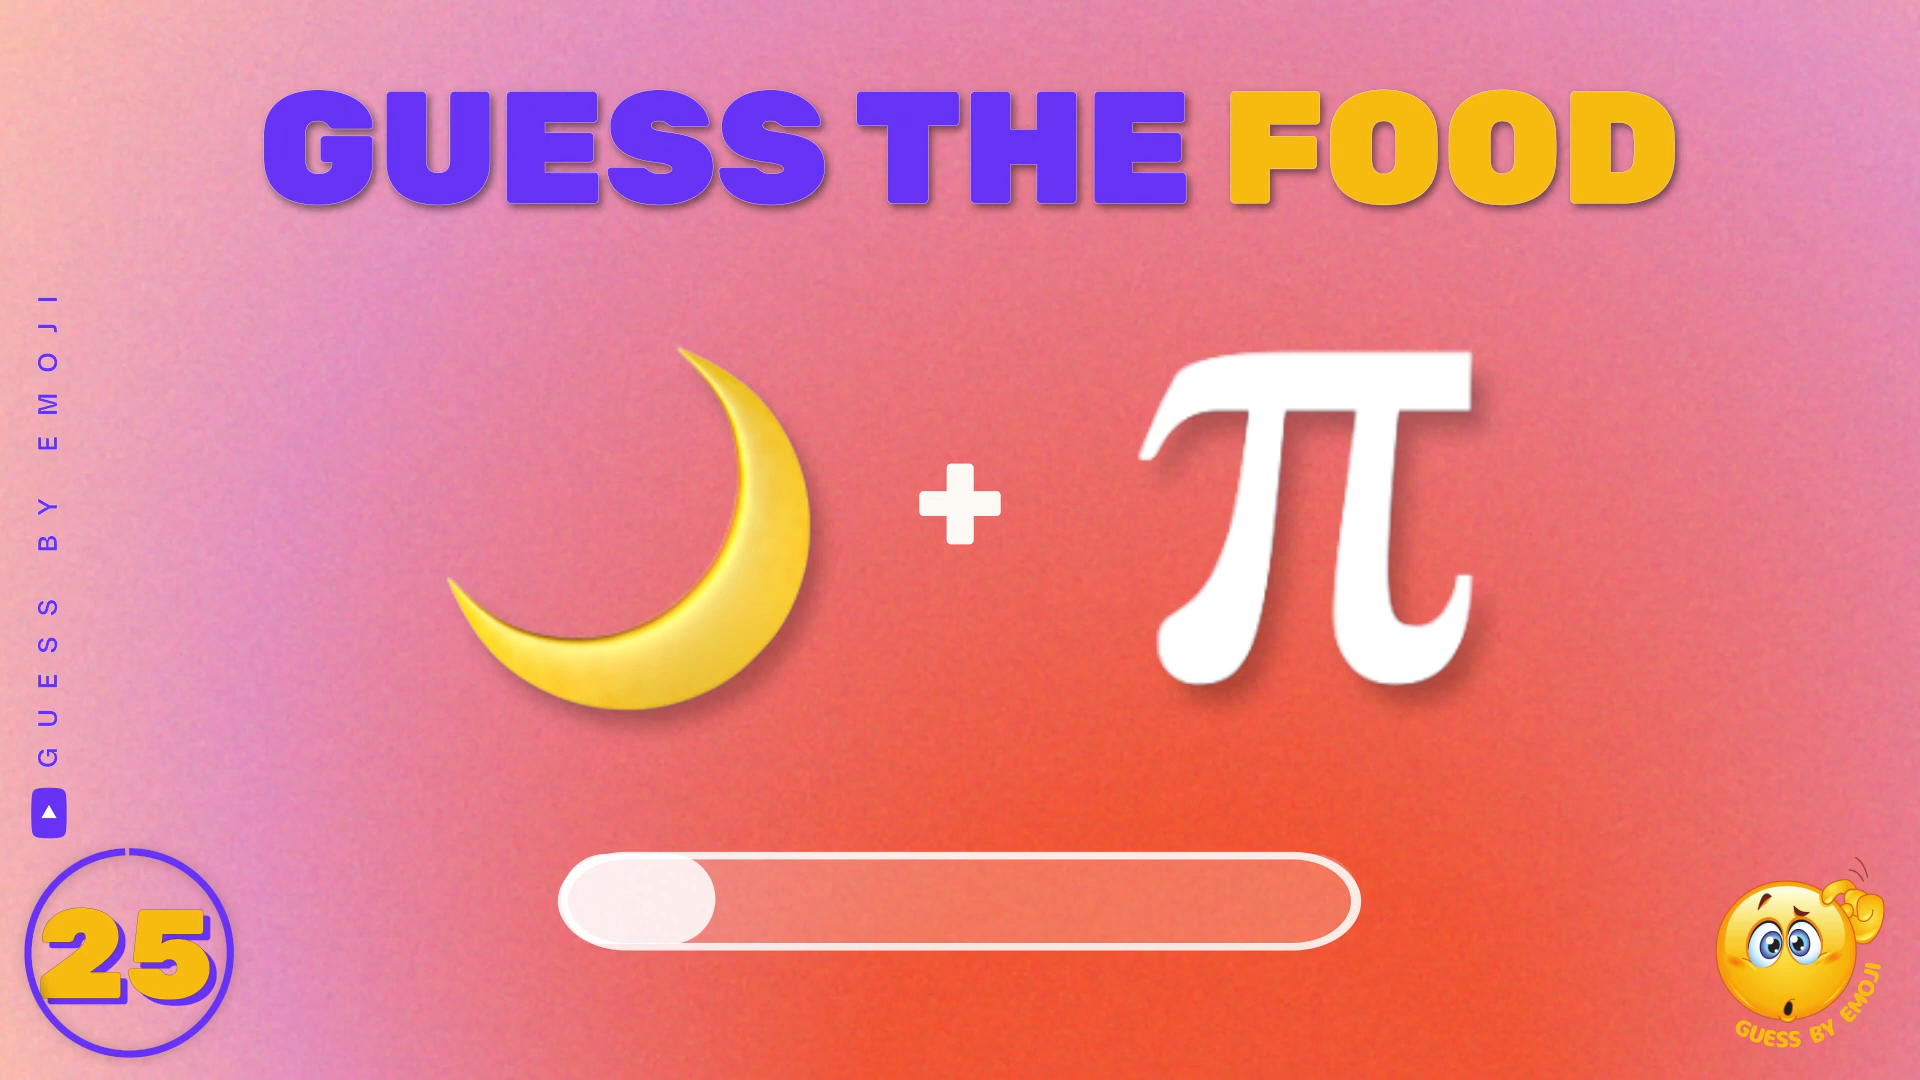 GUESS THE FOOD
GUESS BY EMOJI
+ π
25
GUESS BY EMOJI